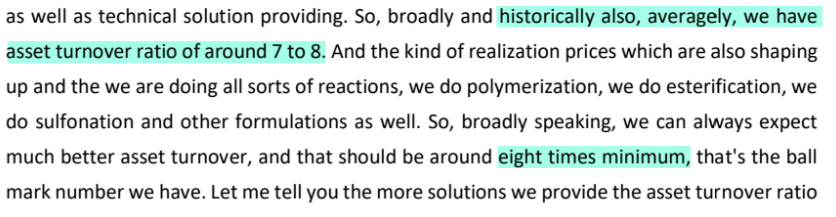 as well as technical solution providing. So, broadly and historically also, averagely, we have
asset turnover ratio of around 7 to 8. And the kind of realization prices which are also shaping
up and the we are doing all sorts of reactions, we do polymerization, we do esterification, we
do sulfonation and other formulations as well. So, broadly speaking, we can always expect
much better asset turnover, and that should be around eight times minimum, that's the ball
mark number we have. Let me tell you the more solutions we provide the asset turnover ratio